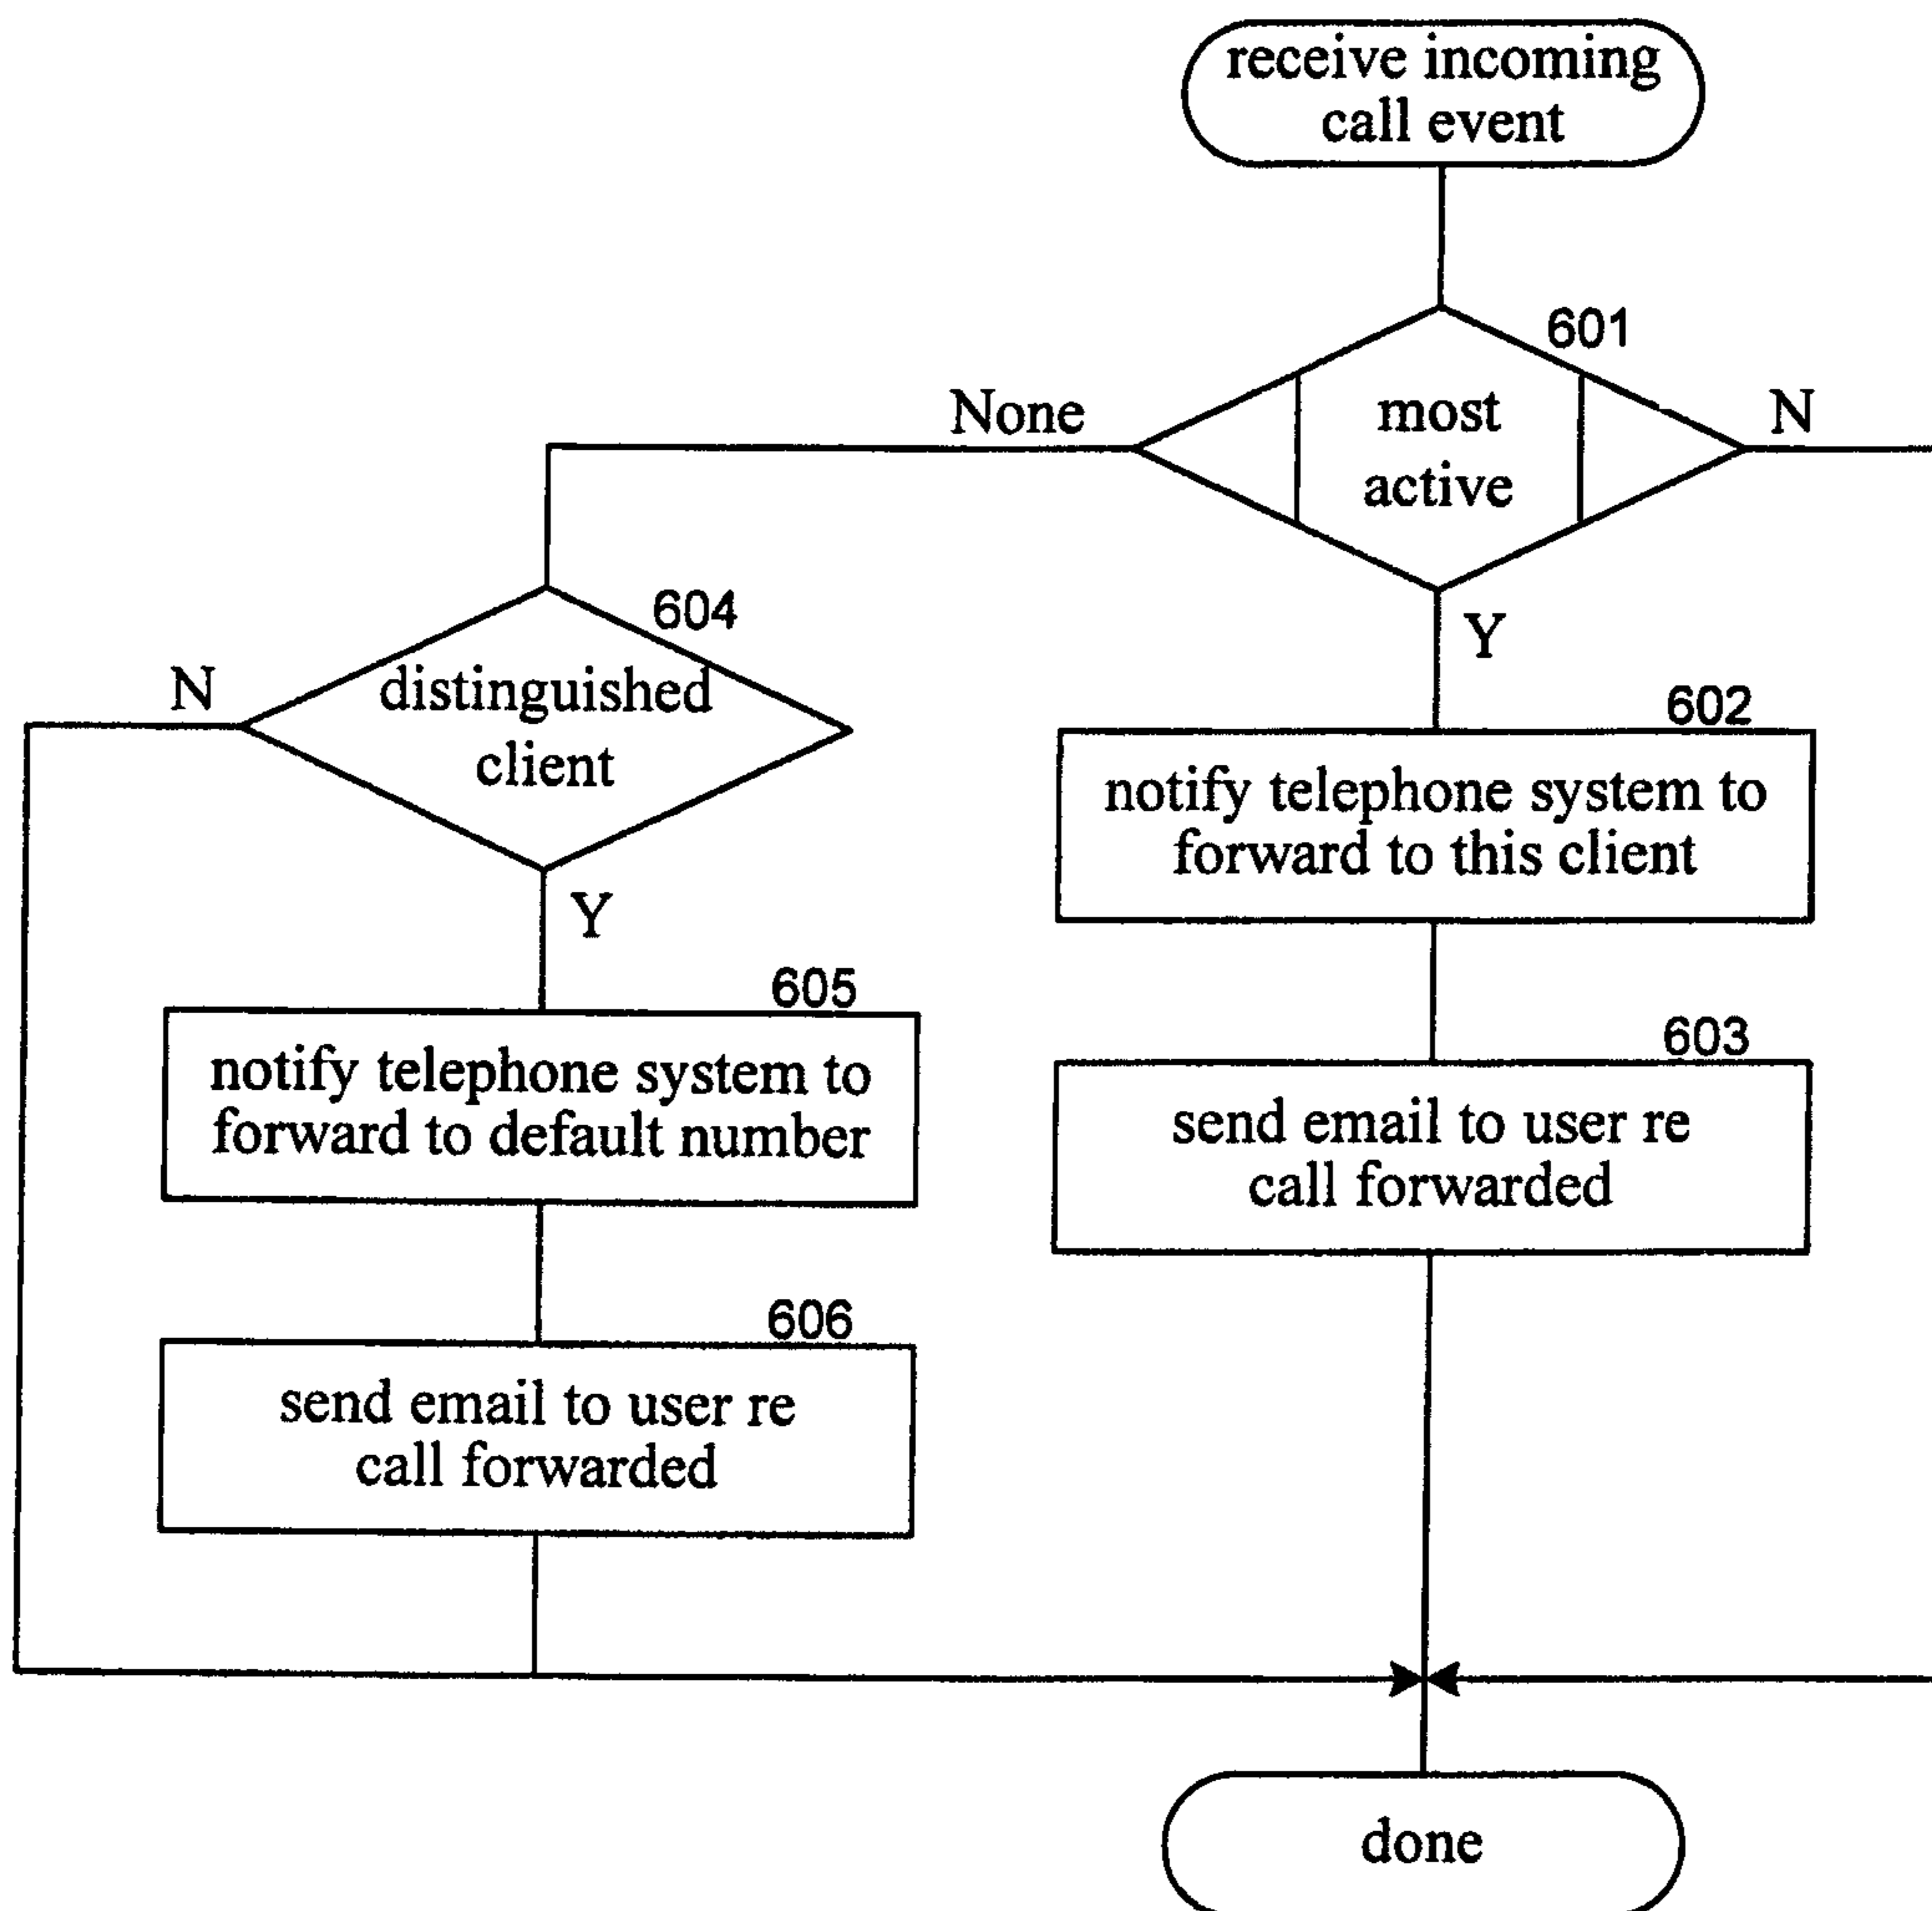 receive incoming
call event
601
None
most
active
N
Y
604
N
distinguished
client
Y
602
notify telephone system to
forward to this client
605
notify telephone system to
forward to default number
603
send email to user re
call forwarded
606
send email to user re
call forwarded
done